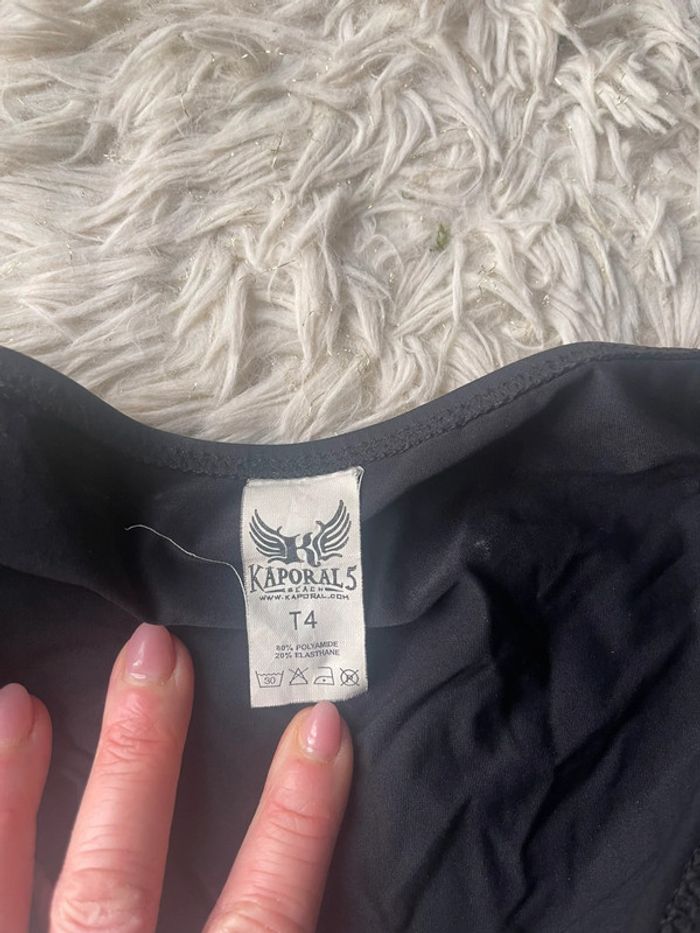 K
KAPORAL 5
BEACH
WWW.KAPORAL.COM
T4
80% POLYAMIDE
20% ELASTHANE
30